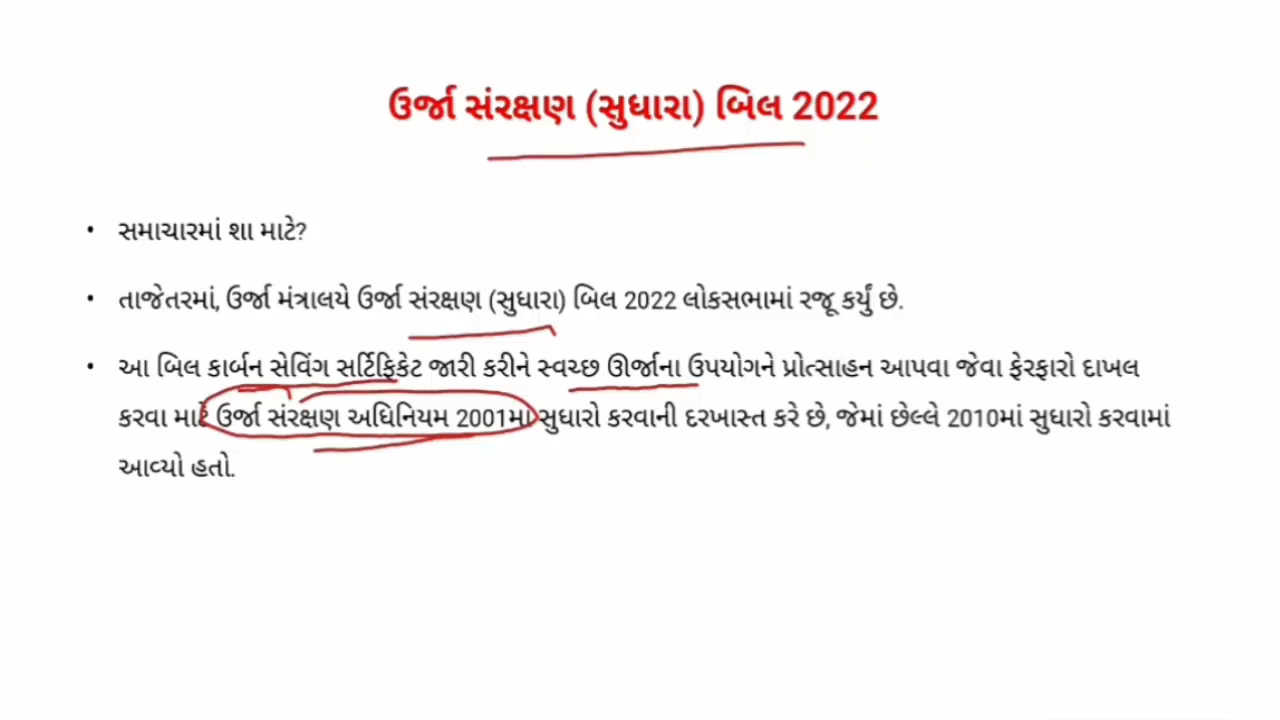 ઉર્જા સંરક્ષણ (સુધારા) બિલ 2022
• સમાચારમાં શા માટે?
• તાજેતરમાં, ઉર્જા મંત્રાલયે ઉર્જા સંરક્ષણ (સુધારા) બિલ 2022 લોકસભામાં રજૂ કર્યું છે.
• આ બિલ કાર્બન સેવિંગ સર્ટિફિકેટ જારી કરીને સ્વચ્છ ઊર્જાના ઉપયોગને પ્રોત્સાહન આપવા જેવા ફેરફારો દાખલ
કરવા માટે ઉર્જા સંરક્ષણ અધિનિયમ 2001માં સુધારો કરવાની દરખાસ્ત કરે છે, જેમાં છેલ્લે 2010માં સુધારો કરવામાં
આવ્યો હતો.